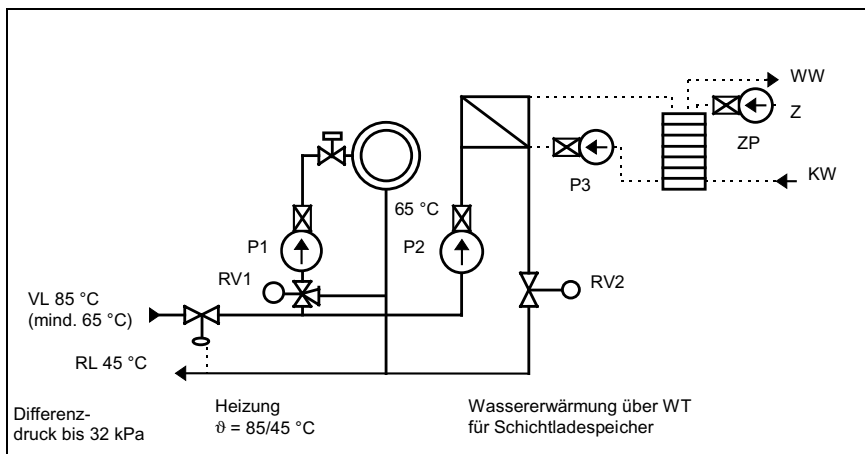 WW
Z
ZP
P3
KW
65 °C
P1
P2
RV1
RV2
VL 85 °C
(mind. 65 °C)
RL 45 °C
Differenz-
druck bis 32 kPa
Heizung
ϑ = 85/45 °C
Wassererwärmung über WT
für Schichtladespeicher